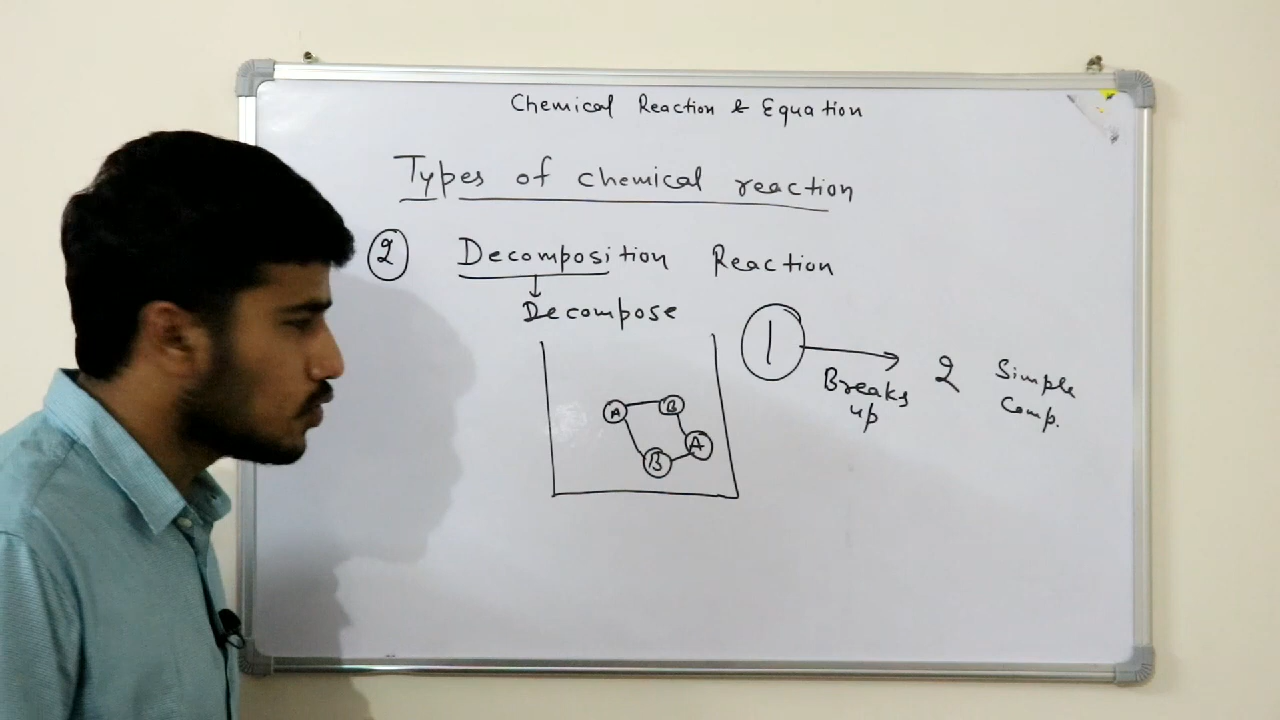 Chemical Reaction & Equation
Types of chemical reaction
2 Decomposition Reaction
Decompose
1 Breaks up 2 Simple Comp.
A B
B A